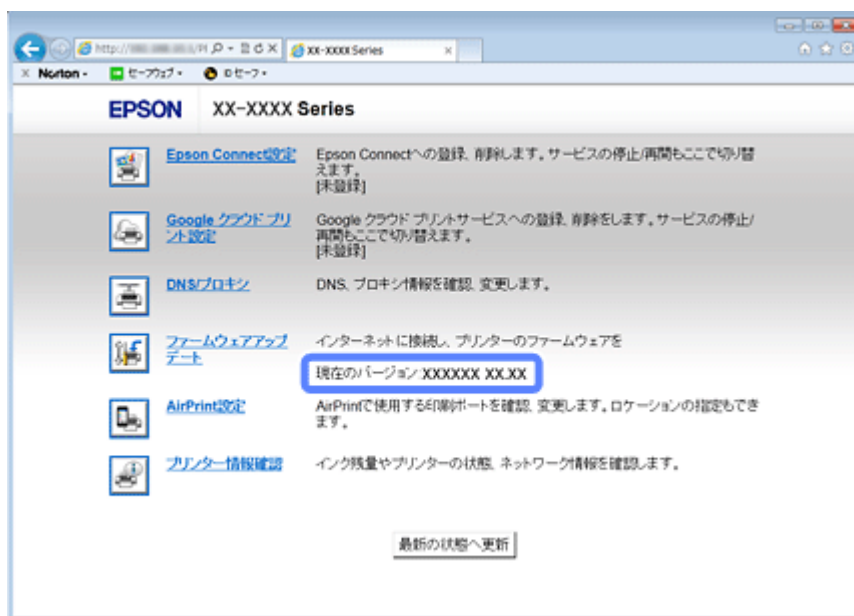 http://
XX-XXXX Series
× Norton セーフウェブ IDセーフ
EPSON XX-XXXX Series
Epson Connect設定
Epson Connectへの登録、削除します。サービスの停止/再開もここで切り替
えます。
[未登録]
Google クラウド プリ
ント設定
Google クラウド プリントサービスへの登録、削除をします。サービスの停止/
再開もここで切り替えます。
[未登録]
DNS/プロキシ
DNS、プロキシ情報を確認、変更します。
ファームウェアアップ
デート
インターネットに接続し、プリンターのファームウェアを
現在のバージョン:XXXXXX XX.XX
AirPrint設定
AirPrintで使用する印刷ポートを確認、変更します。ロケーションの指定もでき
ます。
プリンター情報確認
インク残量やプリンターの状態、ネットワーク情報を確認します。
最新の状態へ更新